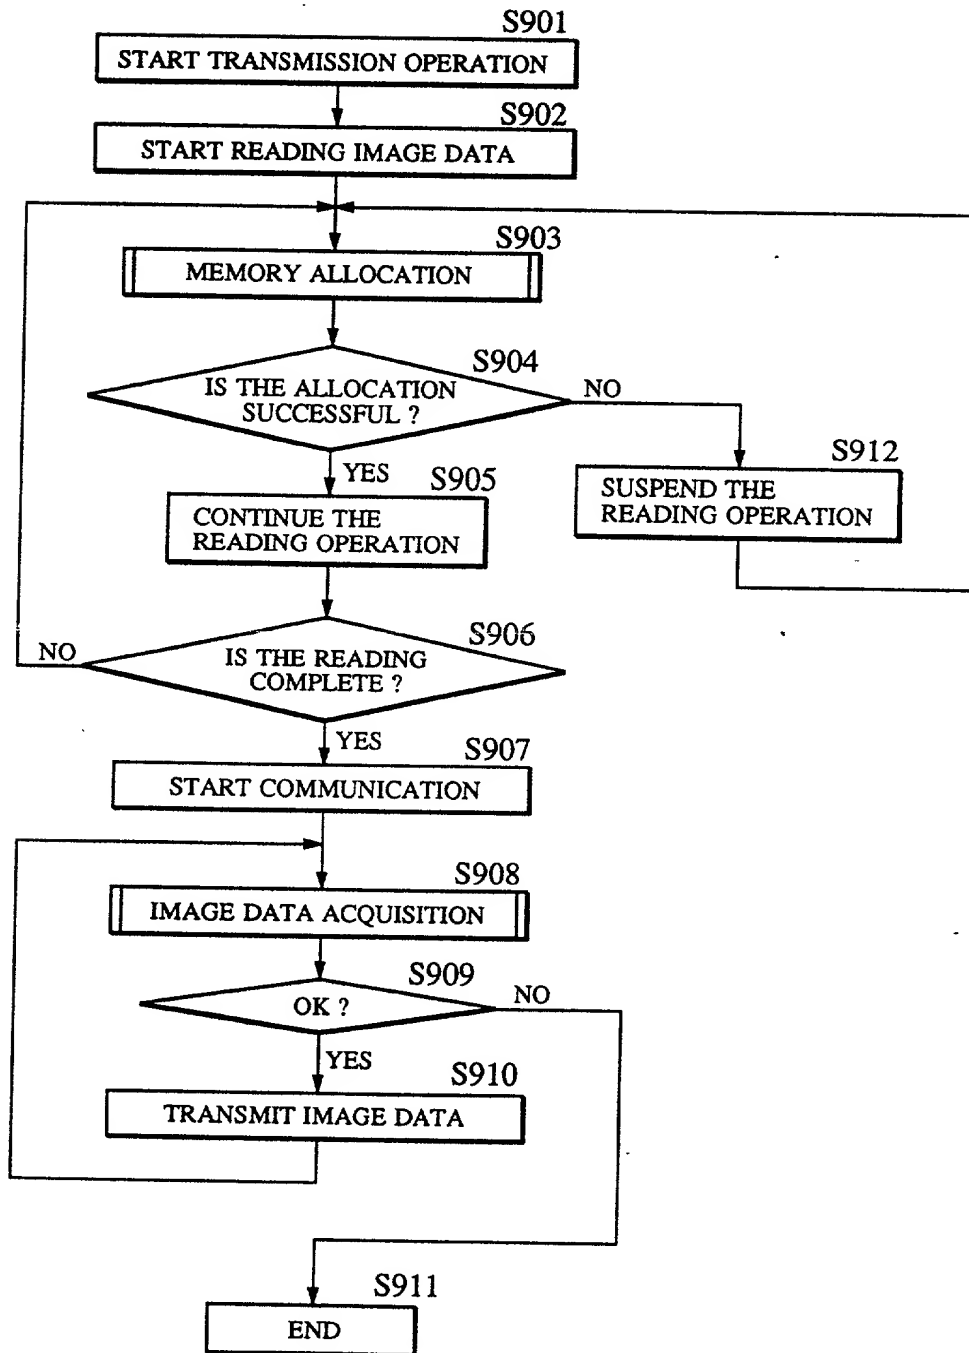 S901
START TRANSMISSION OPERATION
S902
START READING IMAGE DATA
S903
MEMORY ALLOCATION
S904
IS THE ALLOCATION
SUCCESSFUL ?
NO
YES
S905
CONTINUE THE
READING OPERATION
S912
SUSPEND THE
READING OPERATION
S906
IS THE READING
COMPLETE ?
NO
YES
S907
START COMMUNICATION
S908
IMAGE DATA ACQUISITION
S909
OK ?
NO
YES
S910
TRANSMIT IMAGE DATA
S911
END